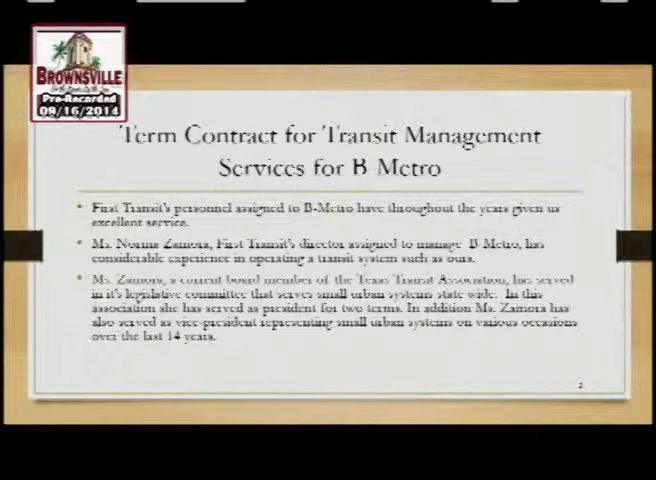 BROWNSVILLE
Pre-Recorded
09/16/2014
Term Contract for Transit Management
Services for B-Metro
First Transit's personnel assigned to B-Metro have throughout the years given us
excellent service.
Ms. Norma Zamora, First Transit's director assigned to manage B-Metro, has
considerable experience in operating a transit system such as ours.
Ms. Zamora, a current board member of the Texas Transit Association, has served
in it's legislative committee that serves small urban systems state wide. In this
association she has served as president for two terms. In addition Ms. Zamora has
also served as vice-president representing small urban systems on various occasions
over the last 14 years.
2